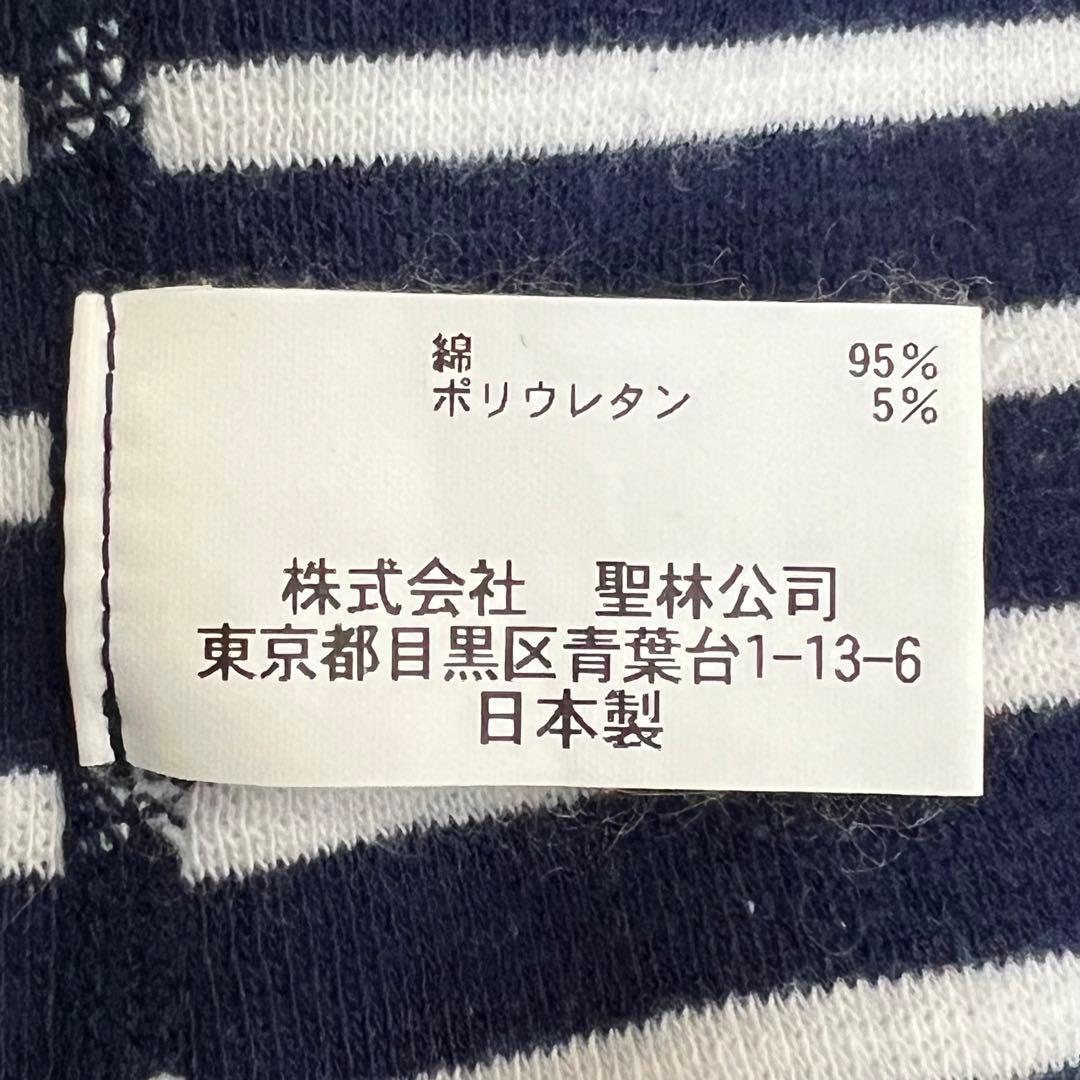 綿 95%
ポリウレタン 5%
株式会社 聖林公司
東京都目黒区青葉台1-13-6
日本製